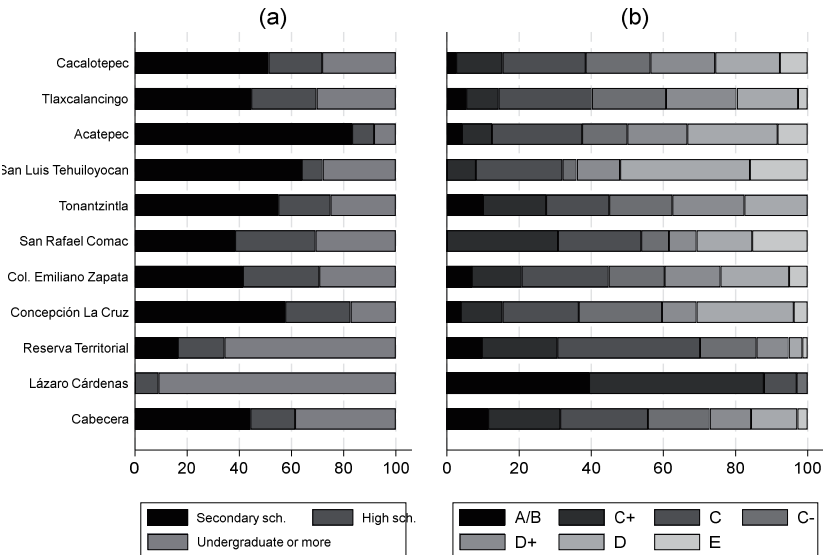 (a) (b)
Cacalotepec
Tlaxcalancingo
Acatepec
San Luis Tehuiloyocan
Tonantzintla
San Rafael Comac
Col. Emiliano Zapata
Concepción La Cruz
Reserva Territorial
Lázaro Cárdenas
Cabecera
0 20 40 60 80 100 0 20 40 60 80 100
Secondary sch. High sch. A/B C+ C C-
Undergraduate or more D+ D E